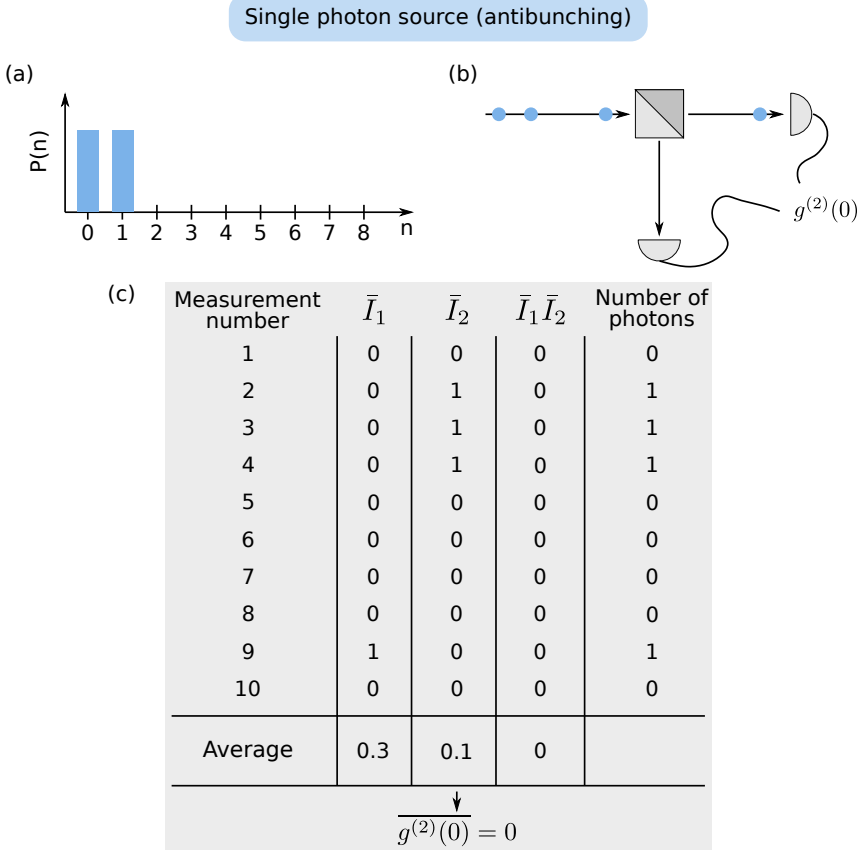 Single photon source (antibunching)
(a)
P(n)
0 1 2 3 4 5 6 7 8 n
(b)
g⁽²⁾(0)
(c)
Measurement number Ī₁ Ī₂ Ī₁Ī₂ Number of photons
1 0 0 0 0
2 0 1 0 1
3 0 1 0 1
4 0 1 0 1
5 0 0 0 0
6 0 0 0 0
7 0 0 0 0
8 0 0 0 0
9 1 0 0 1
10 0 0 0 0
Average 0.3 0.1 0
g̅⁽²⁾(0) = 0